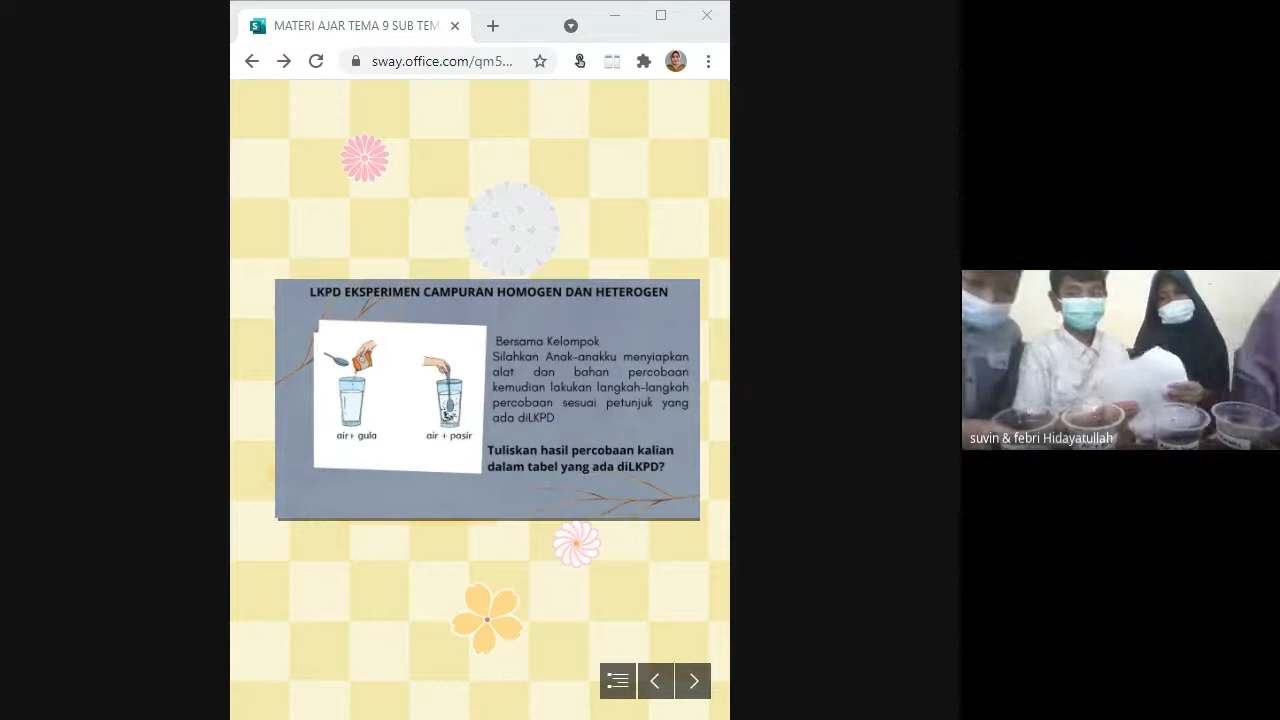 MATERI AJAR TEMA 9 SUB TEM
sway.office.com/qm5...
LKPD EKSPERIMEN CAMPURAN HOMOGEN DAN HETEROGEN
Bersama Kelompok
Silahkan Anak-anakku menyiapkan
alat dan bahan percobaan
kemudian lakukan langkah-langkah
percobaan sesuai petunjuk yang
ada diLKPD
air+ gula
air + pasir
Tuliskan hasil percobaan kalian
dalam tabel yang ada diLKPD?
suvin & febri Hidayatullah